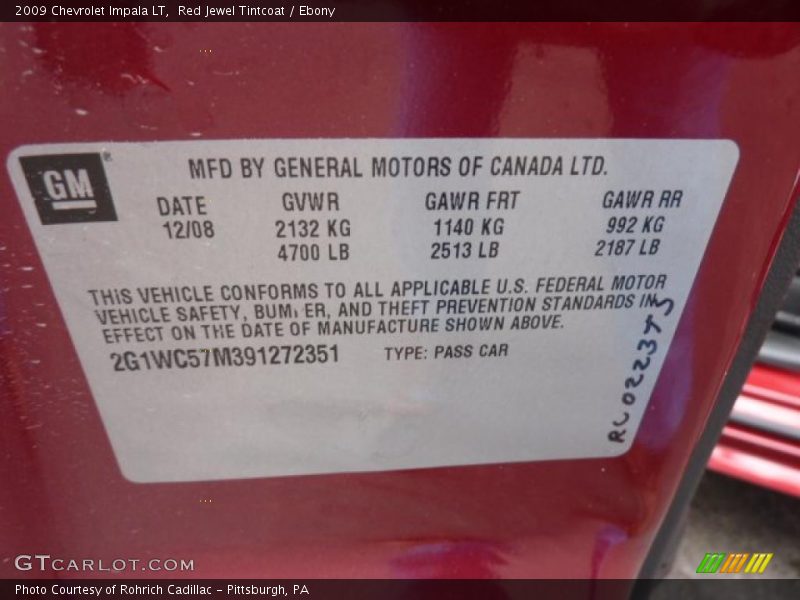 2009 Chevrolet Impala LT,  Red Jewel Tintcoat / Ebony
GM
MFD BY GENERAL MOTORS OF CANADA LTD.
DATE GVWR GAWR FRT GAWR RR
12/08 2132 KG 1140 KG 992 KG
4700 LB 2513 LB 2187 LB
THIS VEHICLE CONFORMS TO ALL APPLICABLE U.S. FEDERAL MOTOR
VEHICLE SAFETY, BUM ER, AND THEFT PREVENTION STANDARDS IN
EFFECT ON THE DATE OF MANUFACTURE SHOWN ABOVE.
2G1WC57M391272351 TYPE: PASS CAR
GTCARLOT.COM
Photo Courtesy of Rohrich Cadillac - Pittsburgh, PA